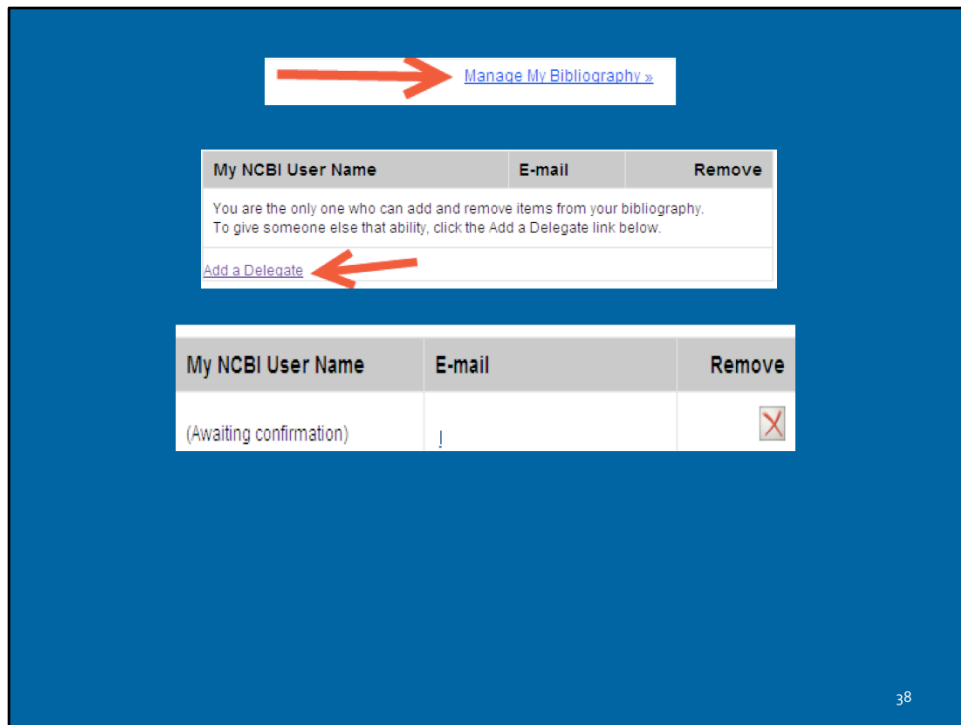 Manage My Bibliography »
My NCBI User Name E-mail Remove
You are the only one who can add and remove items from your bibliography.
To give someone else that ability, click the Add a Delegate link below.
Add a Delegate
My NCBI User Name E-mail Remove
(Awaiting confirmation)
38